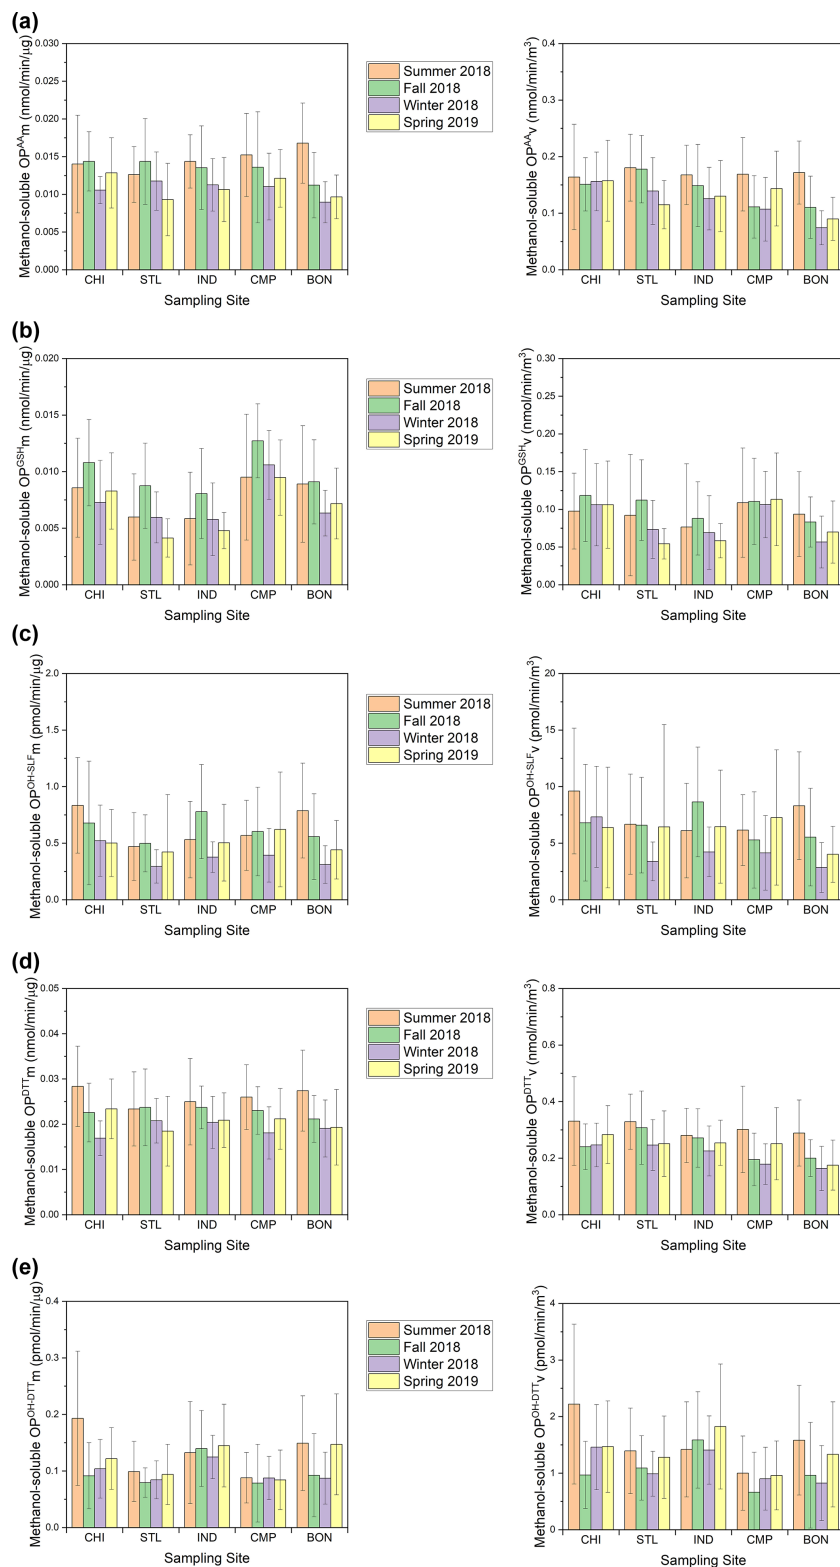 (a)
Methanol-soluble OP^AAm (nmol/min/µg)
0.030
0.025
0.020
0.015
0.010
0.005
0.000
CHI STL IND CMP BON
Sampling Site
Summer 2018
Fall 2018
Winter 2018
Spring 2019
Methanol-soluble OP^AAv (nmol/min/m³)
0.4
0.3
0.2
0.1
0.0
CHI STL IND CMP BON
Sampling Site
(b)
Methanol-soluble OP^GSHm (nmol/min/µg)
0.020
0.015
0.010
0.005
0.000
CHI STL IND CMP BON
Sampling Site
Summer 2018
Fall 2018
Winter 2018
Spring 2019
Methanol-soluble OP^GSHv (nmol/min/m³)
0.30
0.25
0.20
0.15
0.10
0.05
0.00
CHI STL IND CMP BON
Sampling Site
(c)
Methanol-soluble OP^OH-SLFm (pmol/min/µg)
2.0
1.5
1.0
0.5
0.0
CHI STL IND CMP BON
Sampling Site
Summer 2018
Fall 2018
Winter 2018
Spring 2019
Methanol-soluble OP^OH-SLFv (pmol/min/m³)
20
15
10
5
0
CHI STL IND CMP BON
Sampling Site
(d)
Methanol-soluble OP^DTTm (nmol/min/µg)
0.05
0.04
0.03
0.02
0.01
0.00
CHI STL IND CMP BON
Sampling Site
Summer 2018
Fall 2018
Winter 2018
Spring 2019
Methanol-soluble OP^DTTv (nmol/min/m³)
0.8
0.6
0.4
0.2
0.0
CHI STL IND CMP BON
Sampling Site
(e)
Methanol-soluble OP^OH-DTTm (pmol/min/µg)
0.4
0.3
0.2
0.1
0.0
CHI STL IND CMP BON
Sampling Site
Summer 2018
Fall 2018
Winter 2018
Spring 2019
Methanol-soluble OP^OH-DTTv (pmol/min/m³)
4
3
2
1
0
CHI STL IND CMP BON
Sampling Site